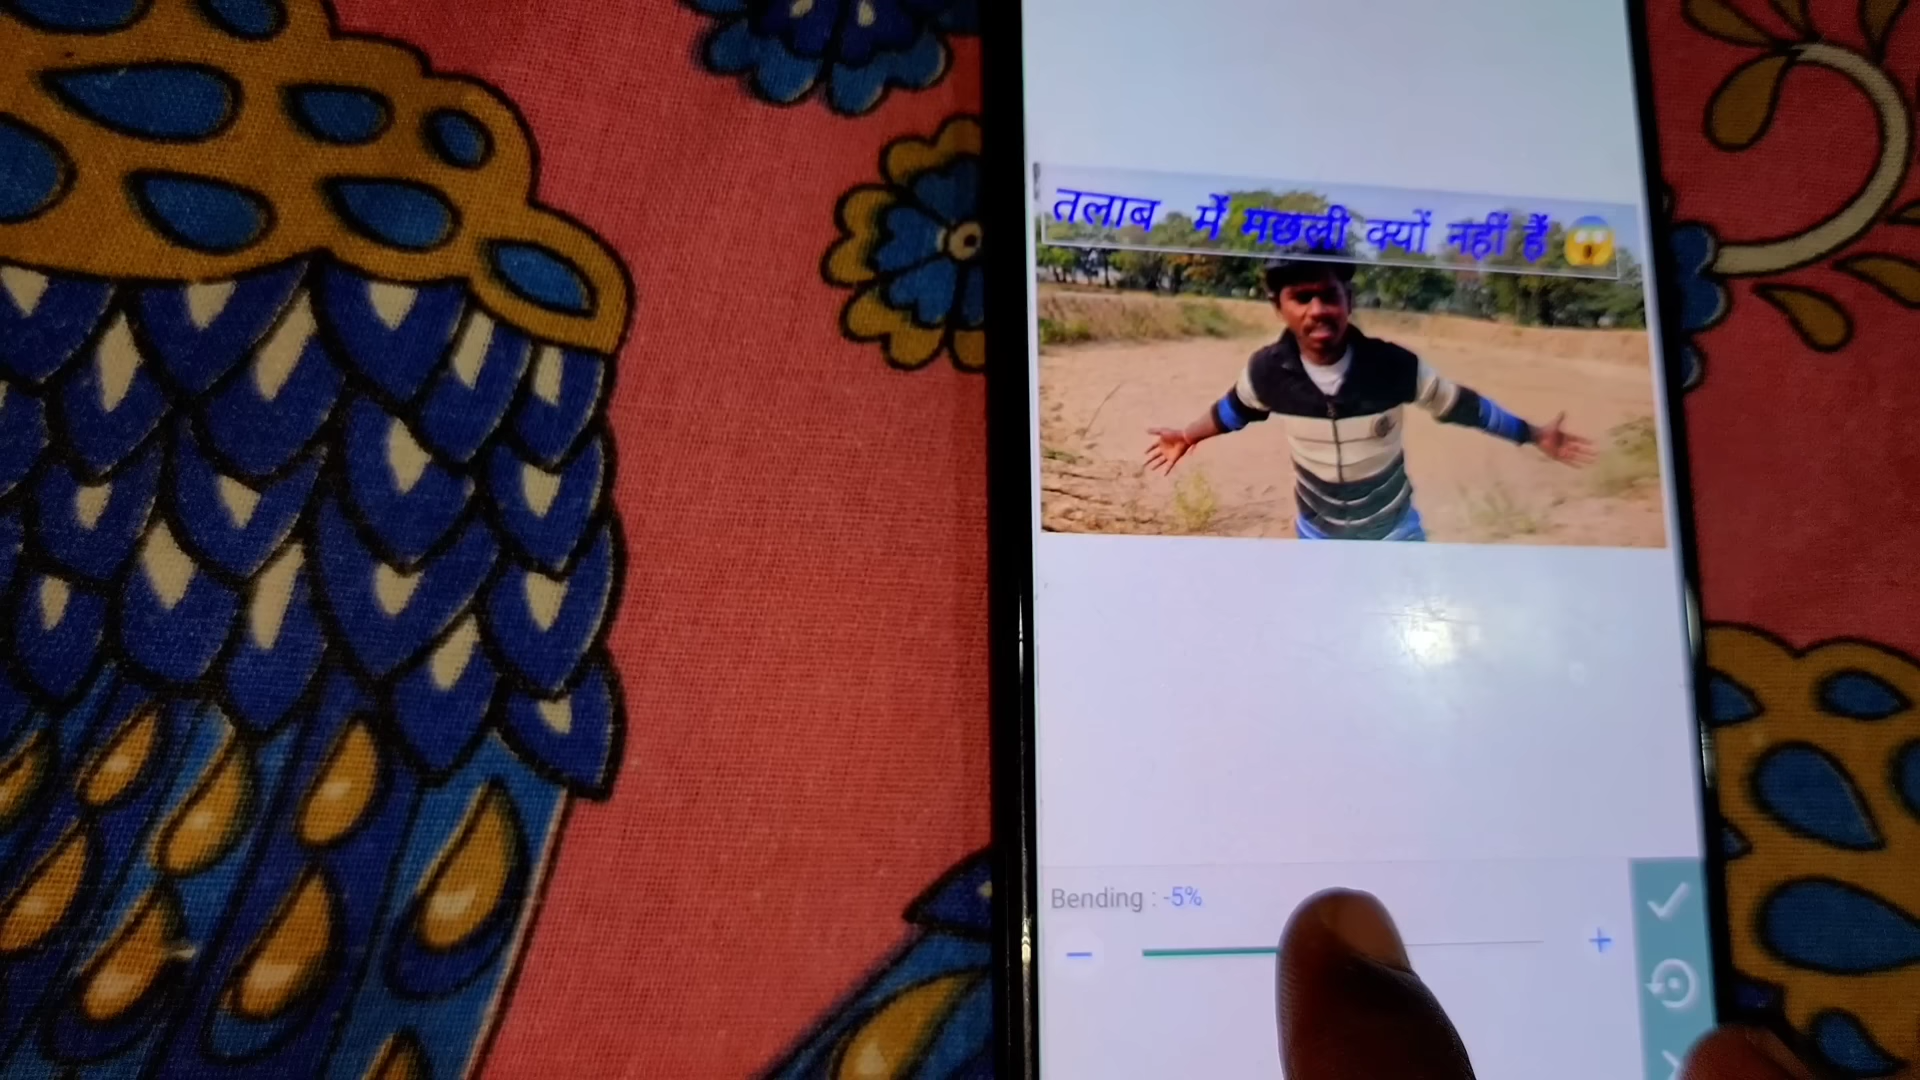 तलाब में मछली क्यों नहीं हैं 😱
Bending : -5%